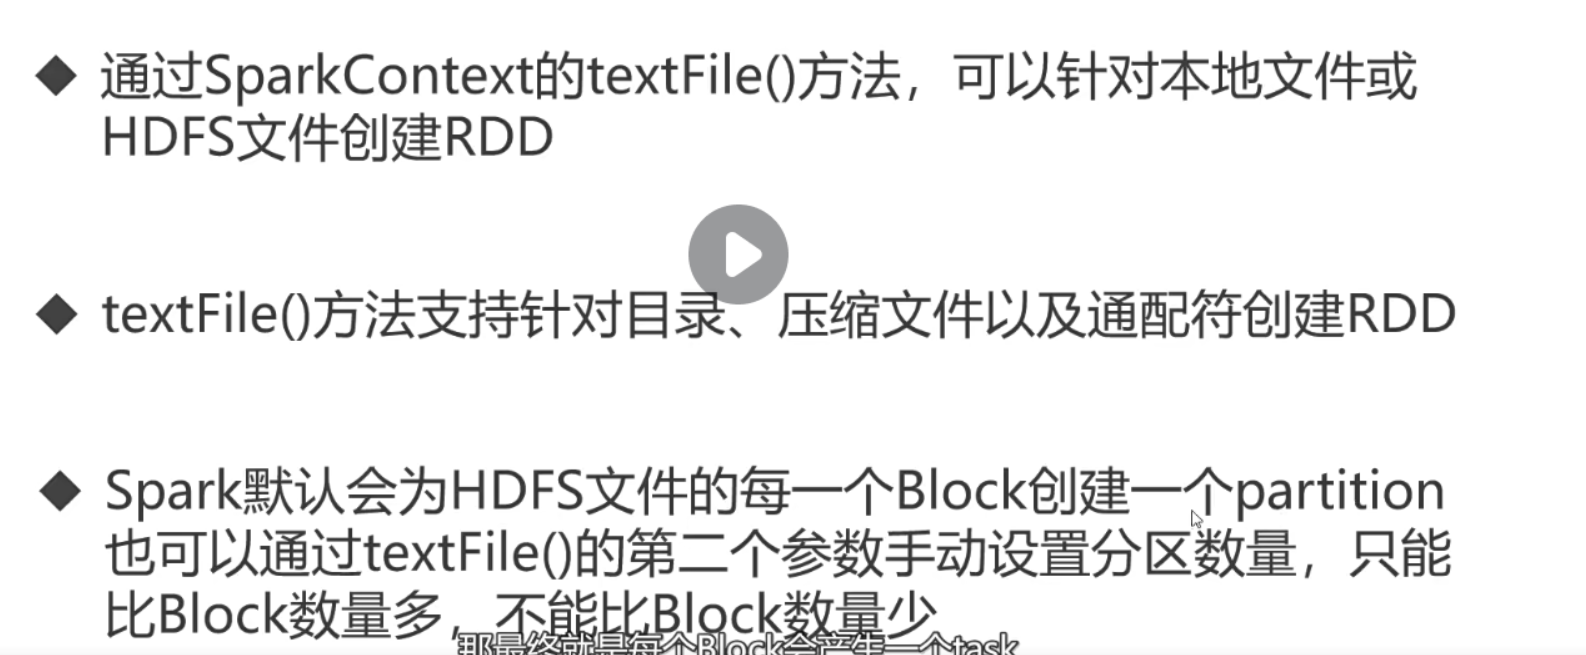 通过SparkContext的textFile()方法，可以针对本地文件或
HDFS文件创建RDD
textFile()方法支持针对目录、压缩文件以及通配符创建RDD
Spark默认会为HDFS文件的每一个Block创建一个partition
也可以通过textFile()的第二个参数手动设置分区数量，只能
比Block数量多，不能比Block数量少
那最终就是每个Block会产生一个task